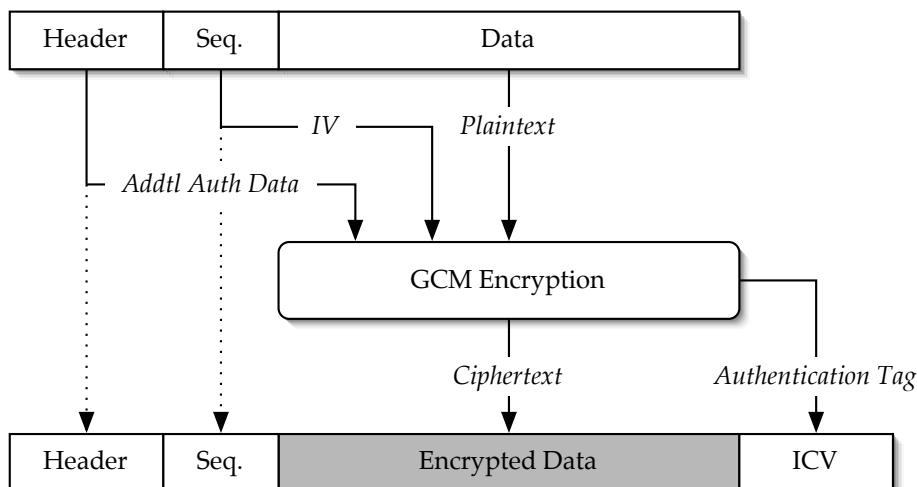 Header Seq. Data
IV Plaintext
Addtl Auth Data
GCM Encryption
Ciphertext Authentication Tag
Header Seq. Encrypted Data ICV